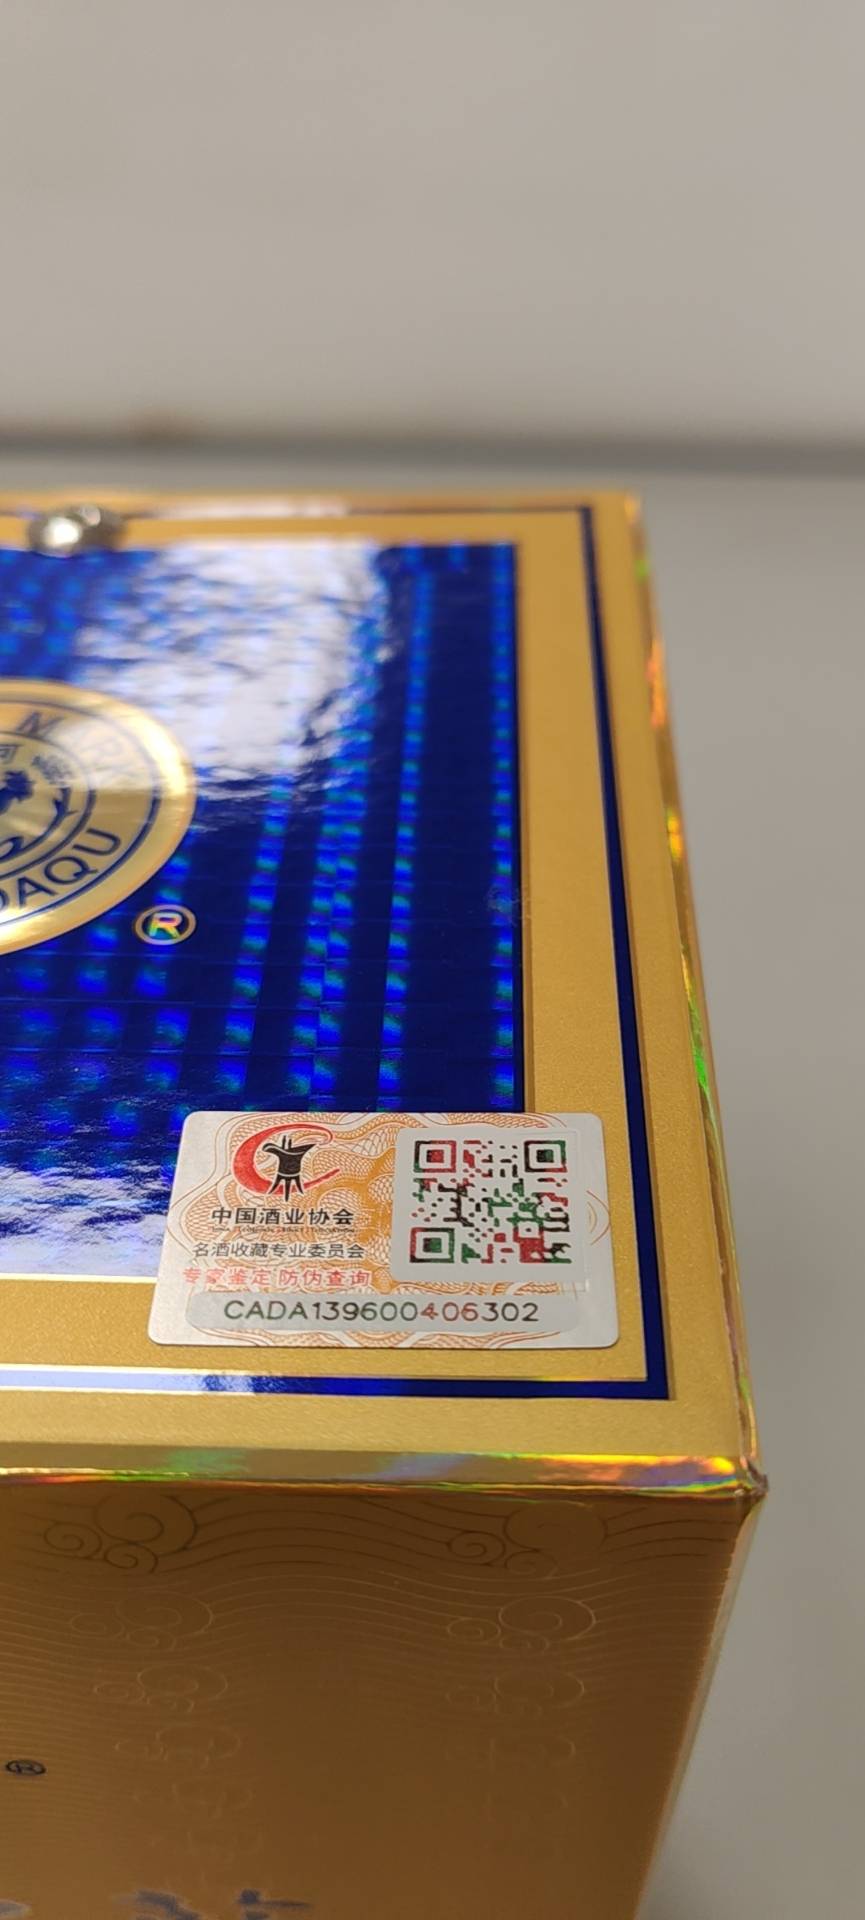 MARK
DAQU
®
中国酒业协会
名酒收藏专业委员会
专家鉴定 防伪查询
CADA139600406302
®